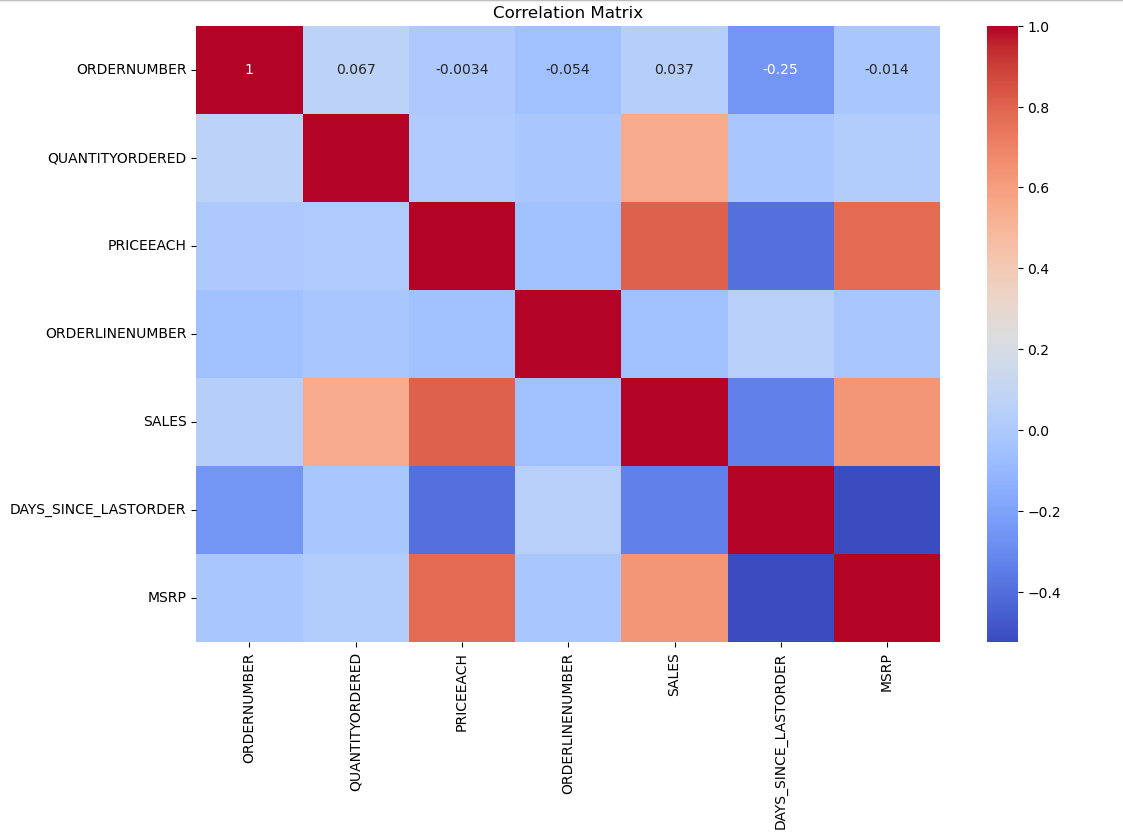 Correlation Matrix
ORDERNUMBER 1 0.067 -0.0034 -0.054 0.037 -0.25 -0.014
QUANTITYORDERED
PRICEEACH
ORDERLINENUMBER
SALES
DAYS_SINCE_LASTORDER
MSRP
ORDERNUMBER
QUANTITYORDERED
PRICEEACH
ORDERLINENUMBER
SALES
DAYS_SINCE_LASTORDER
MSRP
1.0
0.8
0.6
0.4
0.2
0.0
−0.2
−0.4